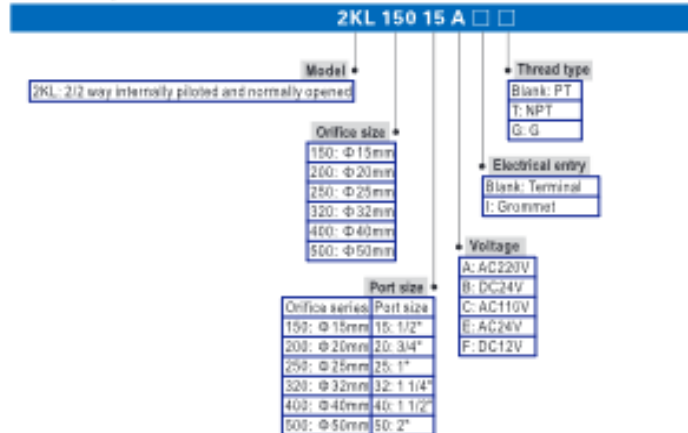 2KL 150 15 A □ □
Model
2KL: 2/2 way internally piloted and normally opened
Thread type
Blank: PT
T: NPT
G: G
Orifice size
150: Φ15mm
200: Φ20mm
250: Φ25mm
320: Φ32mm
400: Φ40mm
500: Φ50mm
Electrical entry
Blank: Terminal
I: Grommet
Voltage
A: AC220V
B: DC24V
C: AC110V
E: AC24V
F: DC12V
Port size
Orifice series Port size
150: Φ15mm 15: 1/2"
200: Φ20mm 20: 3/4"
250: Φ25mm 25: 1"
320: Φ32mm 32: 1 1/4"
400: Φ40mm 40: 1 1/2"
500: Φ50mm 50: 2"